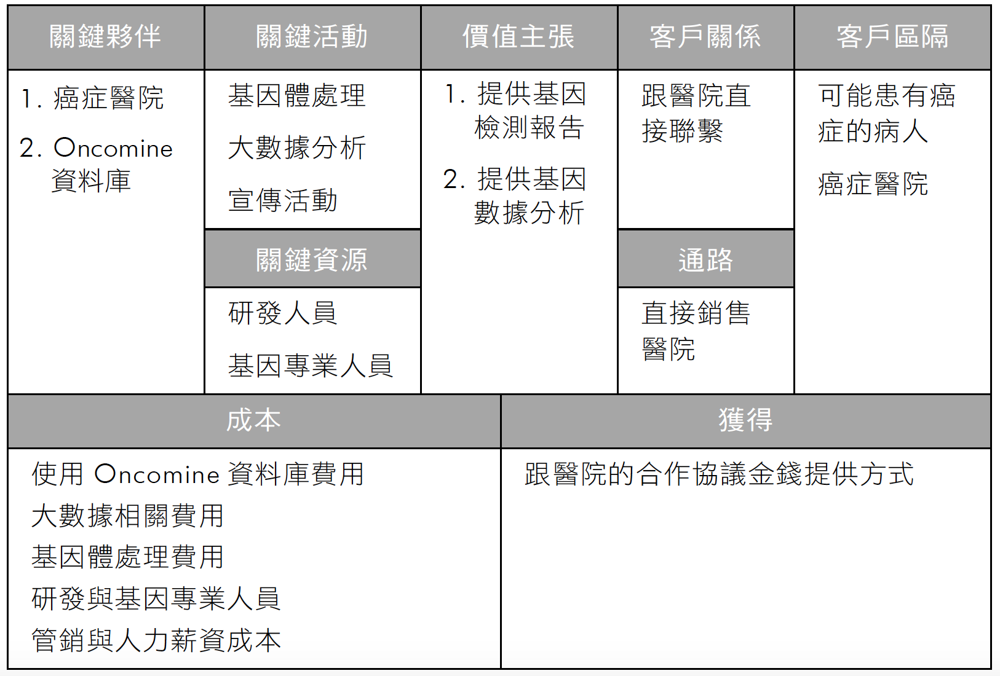 關鍵夥伴
1. 癌症醫院
2. Oncomine
資料庫
關鍵活動
基因體處理
大數據分析
宣傳活動
關鍵資源
研發人員
基因專業人員
價值主張
1. 提供基因
檢測報告
2. 提供基因
數據分析
客戶關係
跟醫院直
接聯繫
通路
直接銷售
醫院
客戶區隔
可能患有癌
症的病人
癌症醫院
成本
使用 Oncomine 資料庫費用
大數據相關費用
基因體處理費用
研發與基因專業人員
管銷與人力薪資成本
獲得
跟醫院的合作協議金錢提供方式